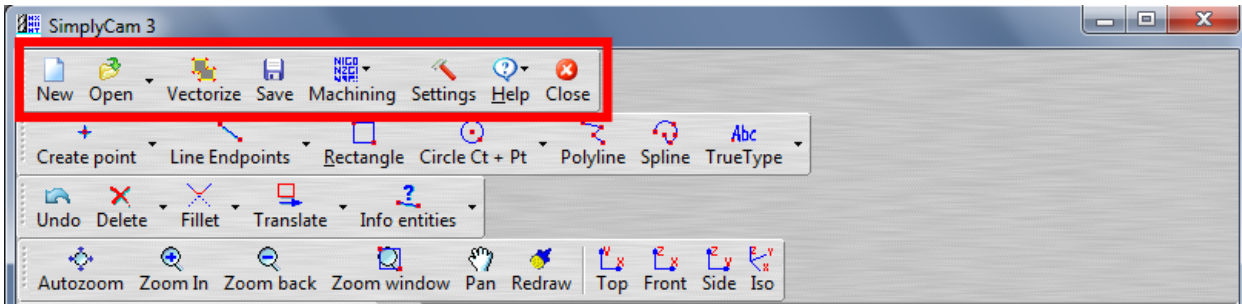 SimplyCam 3
New Open Vectorize Save Machining Settings Help Close
Abc
Create point Line Endpoints Rectangle Circle Ct + Pt Polyline Spline TrueType
Undo Delete Fillet Translate Info entities
Autozoom Zoom In Zoom back Zoom window Pan Redraw Top Front Side Iso